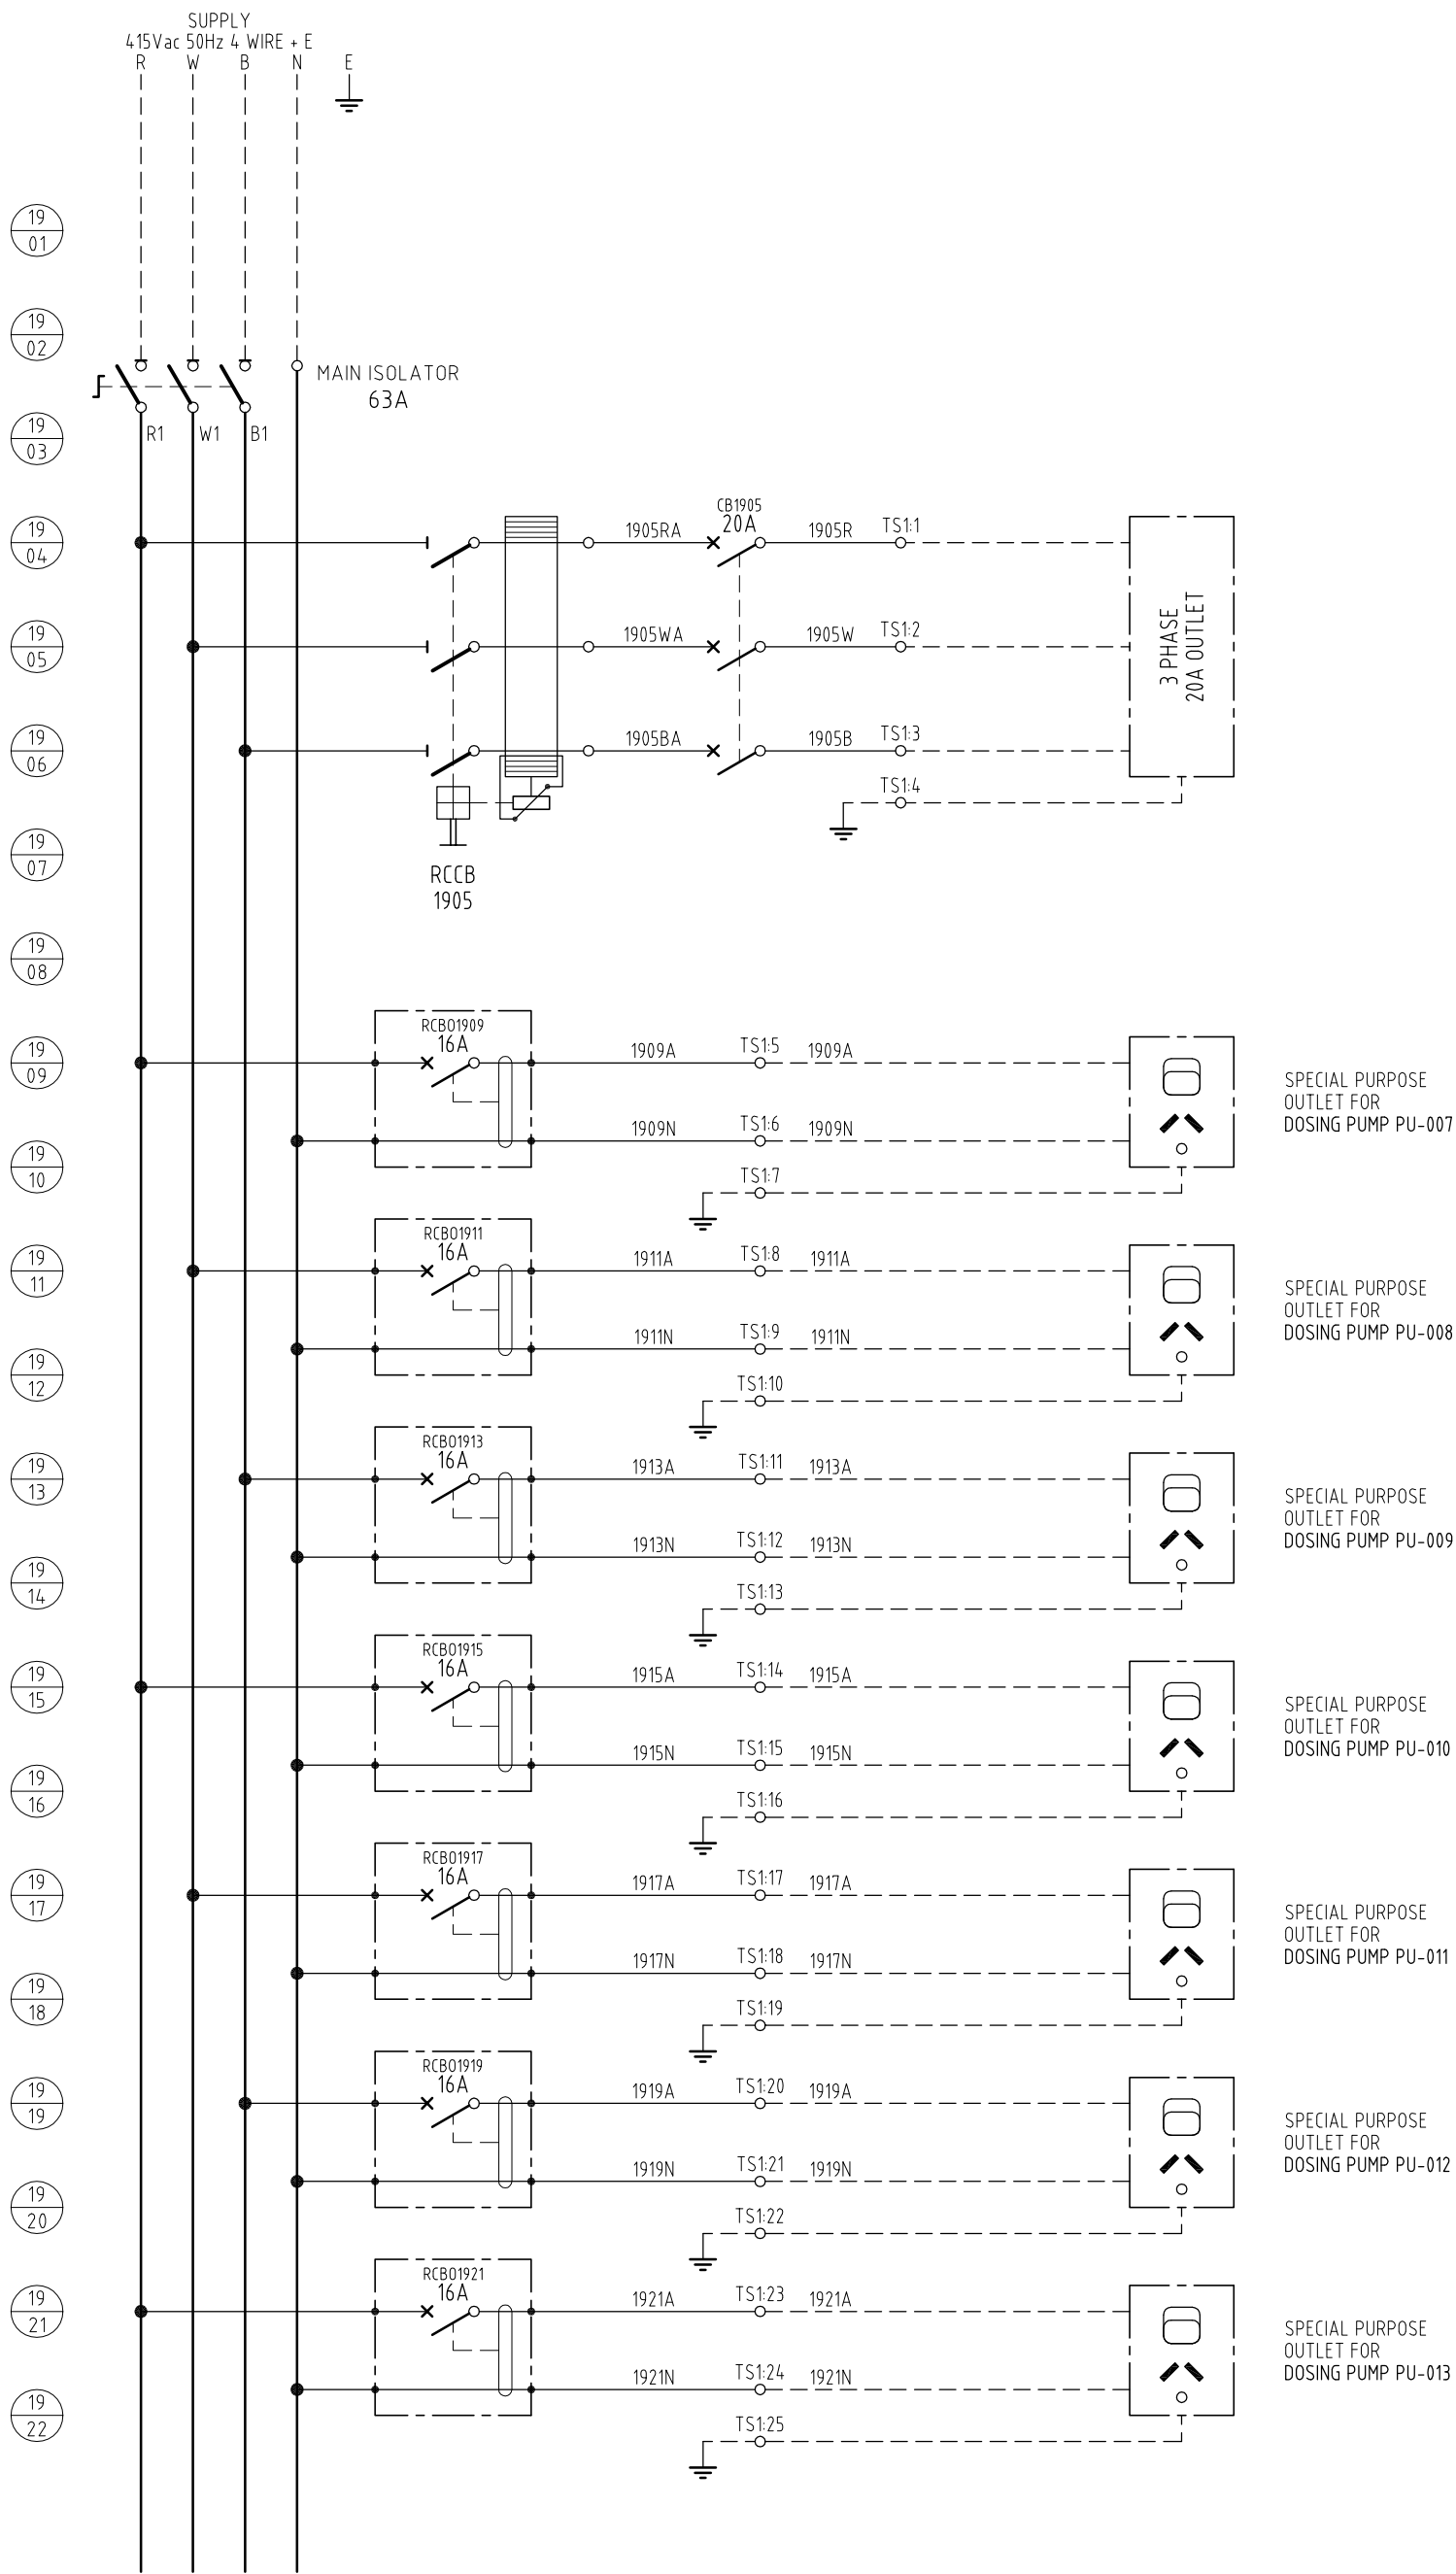 SUPPLY
415Vac 50Hz 4 WIRE + E
R W B N E
19
01
19
02
MAIN ISOLATOR
63A
19
03
R1 W1 B1
19
04
1905RA
CB1905
20A
1905R
TS1:1
19
05
1905WA
1905W
TS1:2
3 PHASE
20A OUTLET
19
06
1905BA
1905B
TS1:3
TS1:4
19
07
RCCB
1905
19
08
19
09
RCBO1909
16A
1909A TS1:5 1909A
1909N TS1:6 1909N
TS1:7
SPECIAL PURPOSE
OUTLET FOR
DOSING PUMP PU-007
19
10
19
11
RCBO1911
16A
1911A TS1:8 1911A
1911N TS1:9 1911N
TS1:10
SPECIAL PURPOSE
OUTLET FOR
DOSING PUMP PU-008
19
12
19
13
RCBO1913
16A
1913A TS1:11 1913A
1913N TS1:12 1913N
TS1:13
SPECIAL PURPOSE
OUTLET FOR
DOSING PUMP PU-009
19
14
19
15
RCBO1915
16A
1915A TS1:14 1915A
1915N TS1:15 1915N
TS1:16
SPECIAL PURPOSE
OUTLET FOR
DOSING PUMP PU-010
19
16
19
17
RCBO1917
16A
1917A TS1:17 1917A
1917N TS1:18 1917N
TS1:19
SPECIAL PURPOSE
OUTLET FOR
DOSING PUMP PU-011
19
18
19
19
RCBO1919
16A
1919A TS1:20 1919A
1919N TS1:21 1919N
TS1:22
SPECIAL PURPOSE
OUTLET FOR
DOSING PUMP PU-012
19
20
19
21
RCBO1921
16A
1921A TS1:23 1921A
1921N TS1:24 1921N
TS1:25
SPECIAL PURPOSE
OUTLET FOR
DOSING PUMP PU-013
19
22